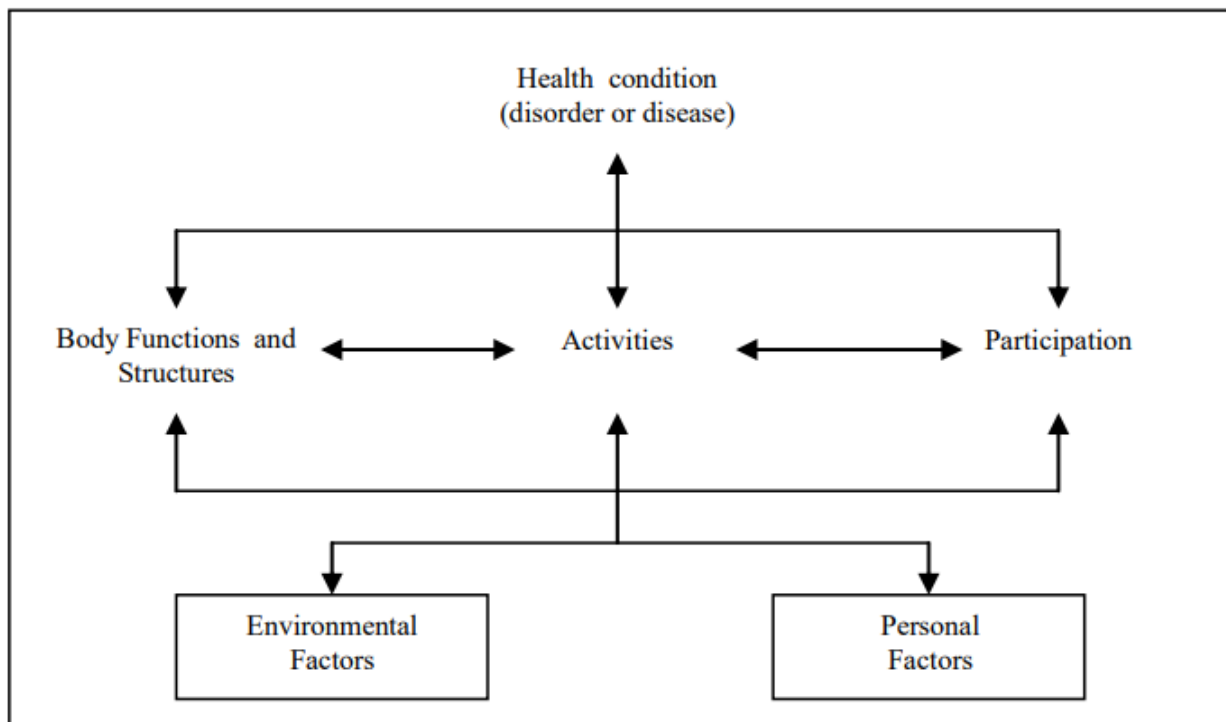 Health condition
(disorder or disease)
Body Functions and
Structures
Activities
Participation
Environmental
Factors
Personal
Factors